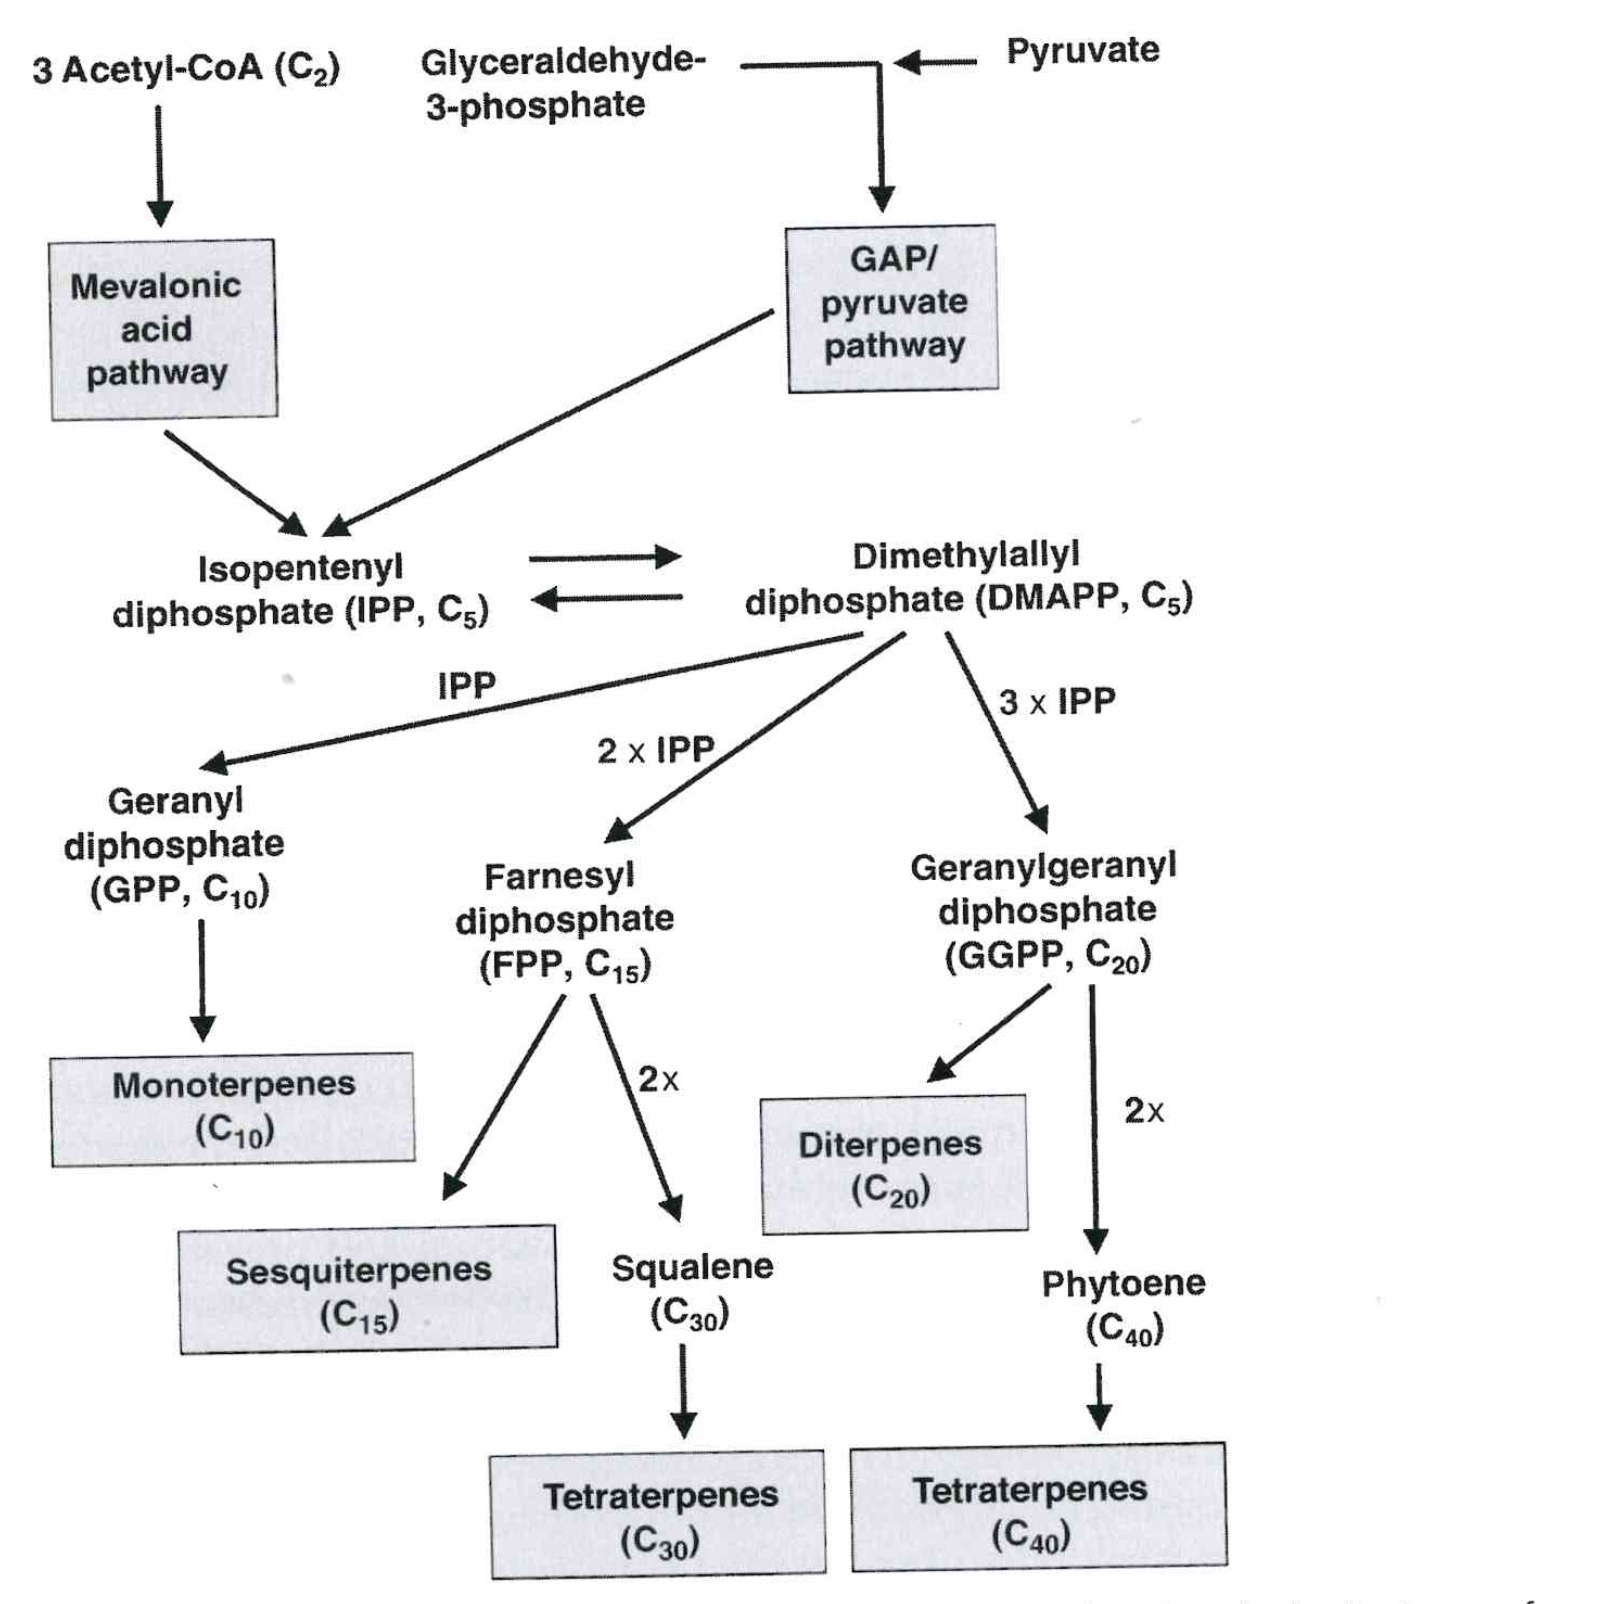 3 Acetyl-CoA (C₂)
Glyceraldehyde-
3-phosphate
Pyruvate
Mevalonic
acid
pathway
GAP/
pyruvate
pathway
Isopentenyl
diphosphate (IPP, C₅)
Dimethylallyl
diphosphate (DMAPP, C₅)
IPP
2 x IPP
3 x IPP
Geranyl
diphosphate
(GPP, C₁₀)
Farnesyl
diphosphate
(FPP, C₁₅)
Geranylgeranyl
diphosphate
(GGPP, C₂₀)
Monoterpenes
(C₁₀)
2x
Diterpenes
(C₂₀)
2x
Sesquiterpenes
(C₁₅)
Squalene
(C₃₀)
Phytoene
(C₄₀)
Tetraterpenes
(C₃₀)
Tetraterpenes
(C₄₀)